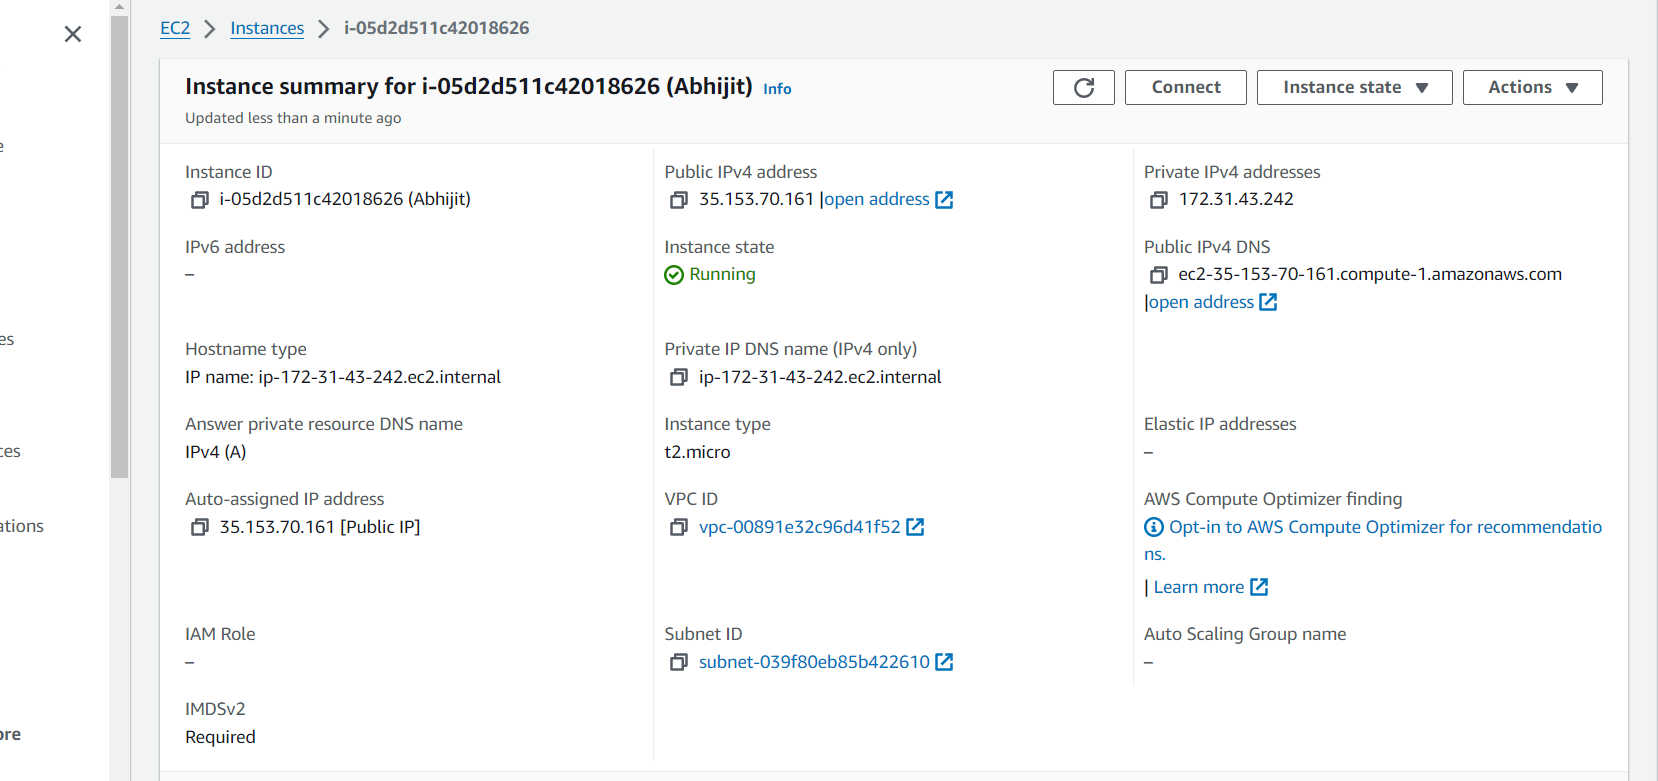 EC2 > Instances > i-05d2d511c42018626
Instance summary for i-05d2d511c42018626 (Abhijit) Info
Updated less than a minute ago
Connect
Instance state
Actions
Instance ID
i-05d2d511c42018626 (Abhijit)
Public IPv4 address
35.153.70.161 |open address
Private IPv4 addresses
172.31.43.242
IPv6 address
–
Instance state
Running
Public IPv4 DNS
ec2-35-153-70-161.compute-1.amazonaws.com
|open address
Hostname type
IP name: ip-172-31-43-242.ec2.internal
Private IP DNS name (IPv4 only)
ip-172-31-43-242.ec2.internal
Answer private resource DNS name
IPv4 (A)
Instance type
t2.micro
Elastic IP addresses
–
Auto-assigned IP address
35.153.70.161 [Public IP]
VPC ID
vpc-00891e32c96d41f52
AWS Compute Optimizer finding
Opt-in to AWS Compute Optimizer for recommendatio
ns.
| Learn more
IAM Role
–
Subnet ID
subnet-039f80eb85b422610
Auto Scaling Group name
–
IMDSv2
Required